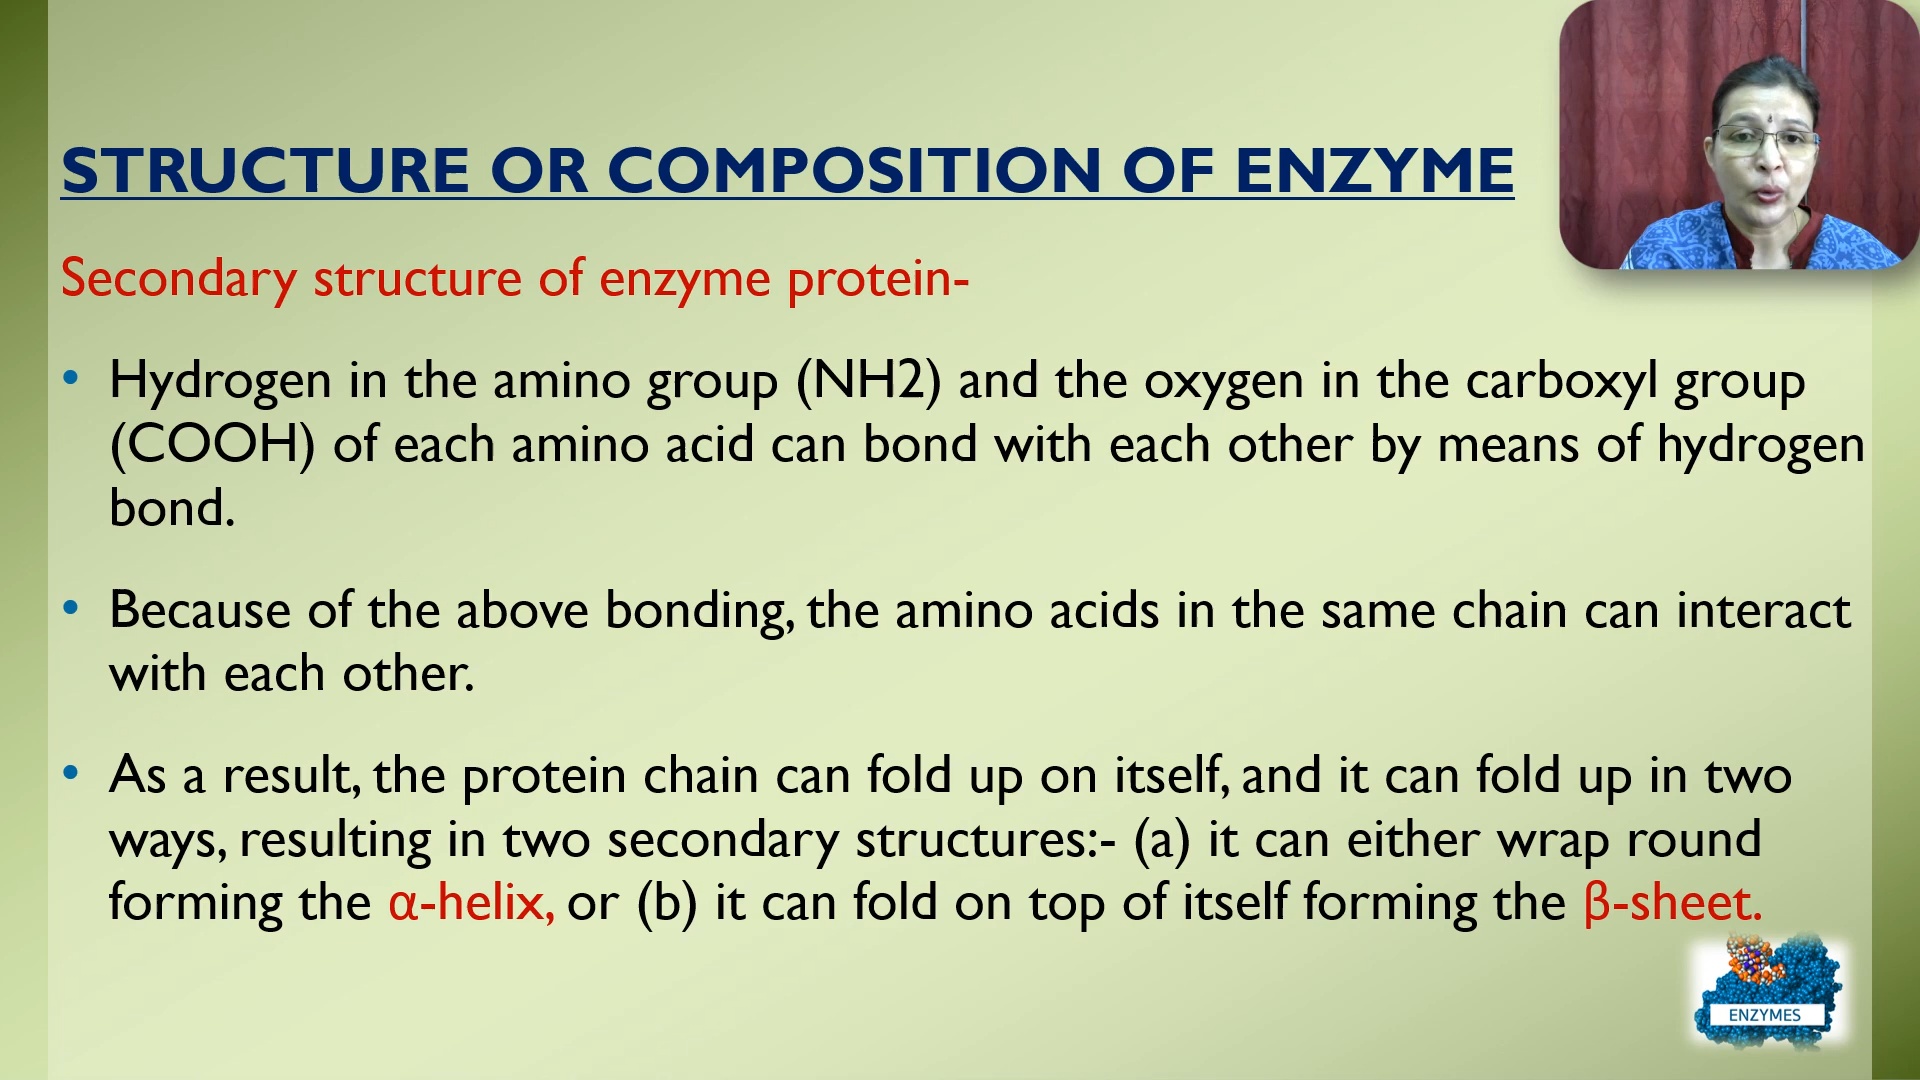 STRUCTURE OR COMPOSITION OF ENZYME
Secondary structure of enzyme protein-
• Hydrogen in the amino group (NH2) and the oxygen in the carboxyl group
(COOH) of each amino acid can bond with each other by means of hydrogen
bond.
• Because of the above bonding, the amino acids in the same chain can interact
with each other.
• As a result, the protein chain can fold up on itself, and it can fold up in two
ways, resulting in two secondary structures:- (a) it can either wrap round
forming the α-helix, or (b) it can fold on top of itself forming the β-sheet.
ENZYMES